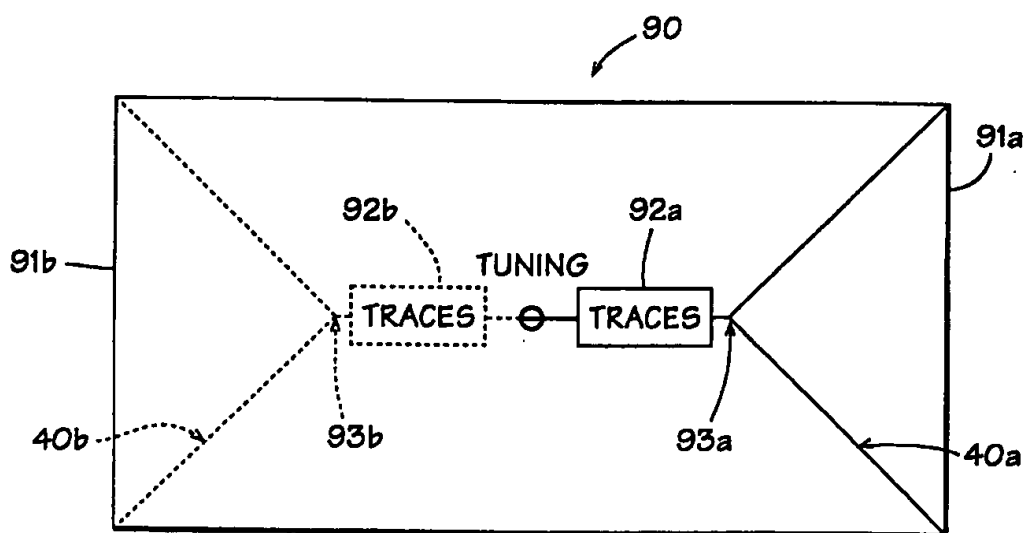 90
91a
92b
92a
91b
TUNING
TRACES
TRACES
40b
93b
93a
40a